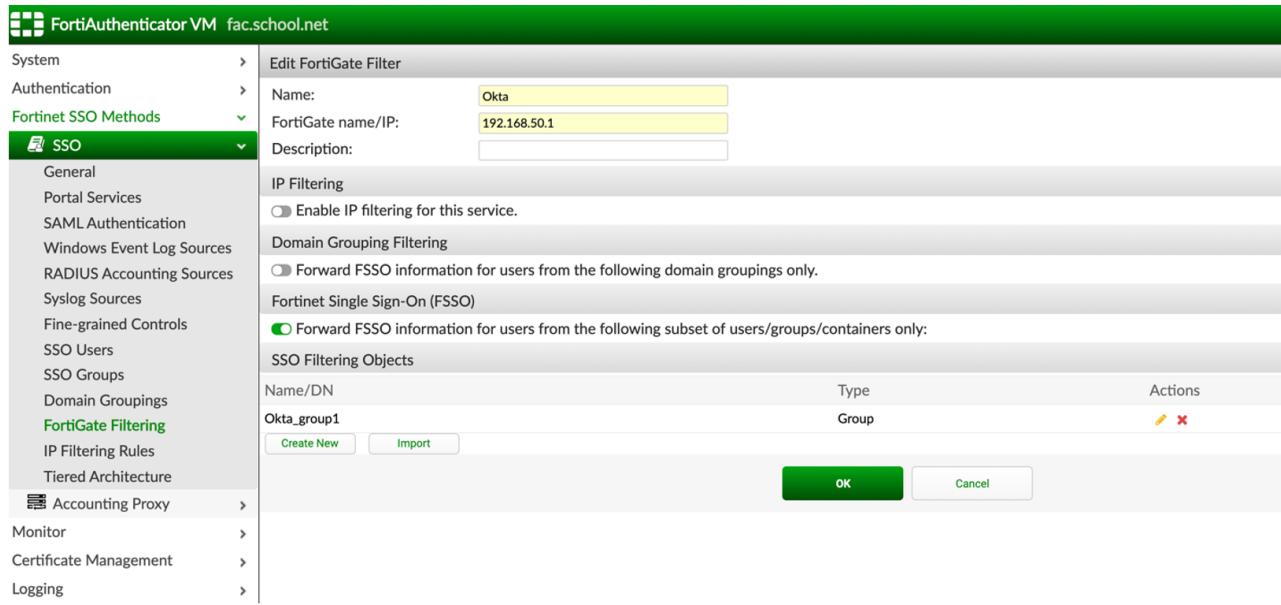 FortiAuthenticator VM fac.school.net
System
Authentication
Fortinet SSO Methods
SSO
General
Portal Services
SAML Authentication
Windows Event Log Sources
RADIUS Accounting Sources
Syslog Sources
Fine-grained Controls
SSO Users
SSO Groups
Domain Groupings
FortiGate Filtering
IP Filtering Rules
Tiered Architecture
Accounting Proxy
Monitor
Certificate Management
Logging
Edit FortiGate Filter
Name: Okta
FortiGate name/IP: 192.168.50.1
Description:
IP Filtering
Enable IP filtering for this service.
Domain Grouping Filtering
Forward FSSO information for users from the following domain groupings only.
Fortinet Single Sign-On (FSSO)
Forward FSSO information for users from the following subset of users/groups/containers only:
SSO Filtering Objects
Name/DN Type Actions
Okta_group1 Group
Create New Import
OK Cancel